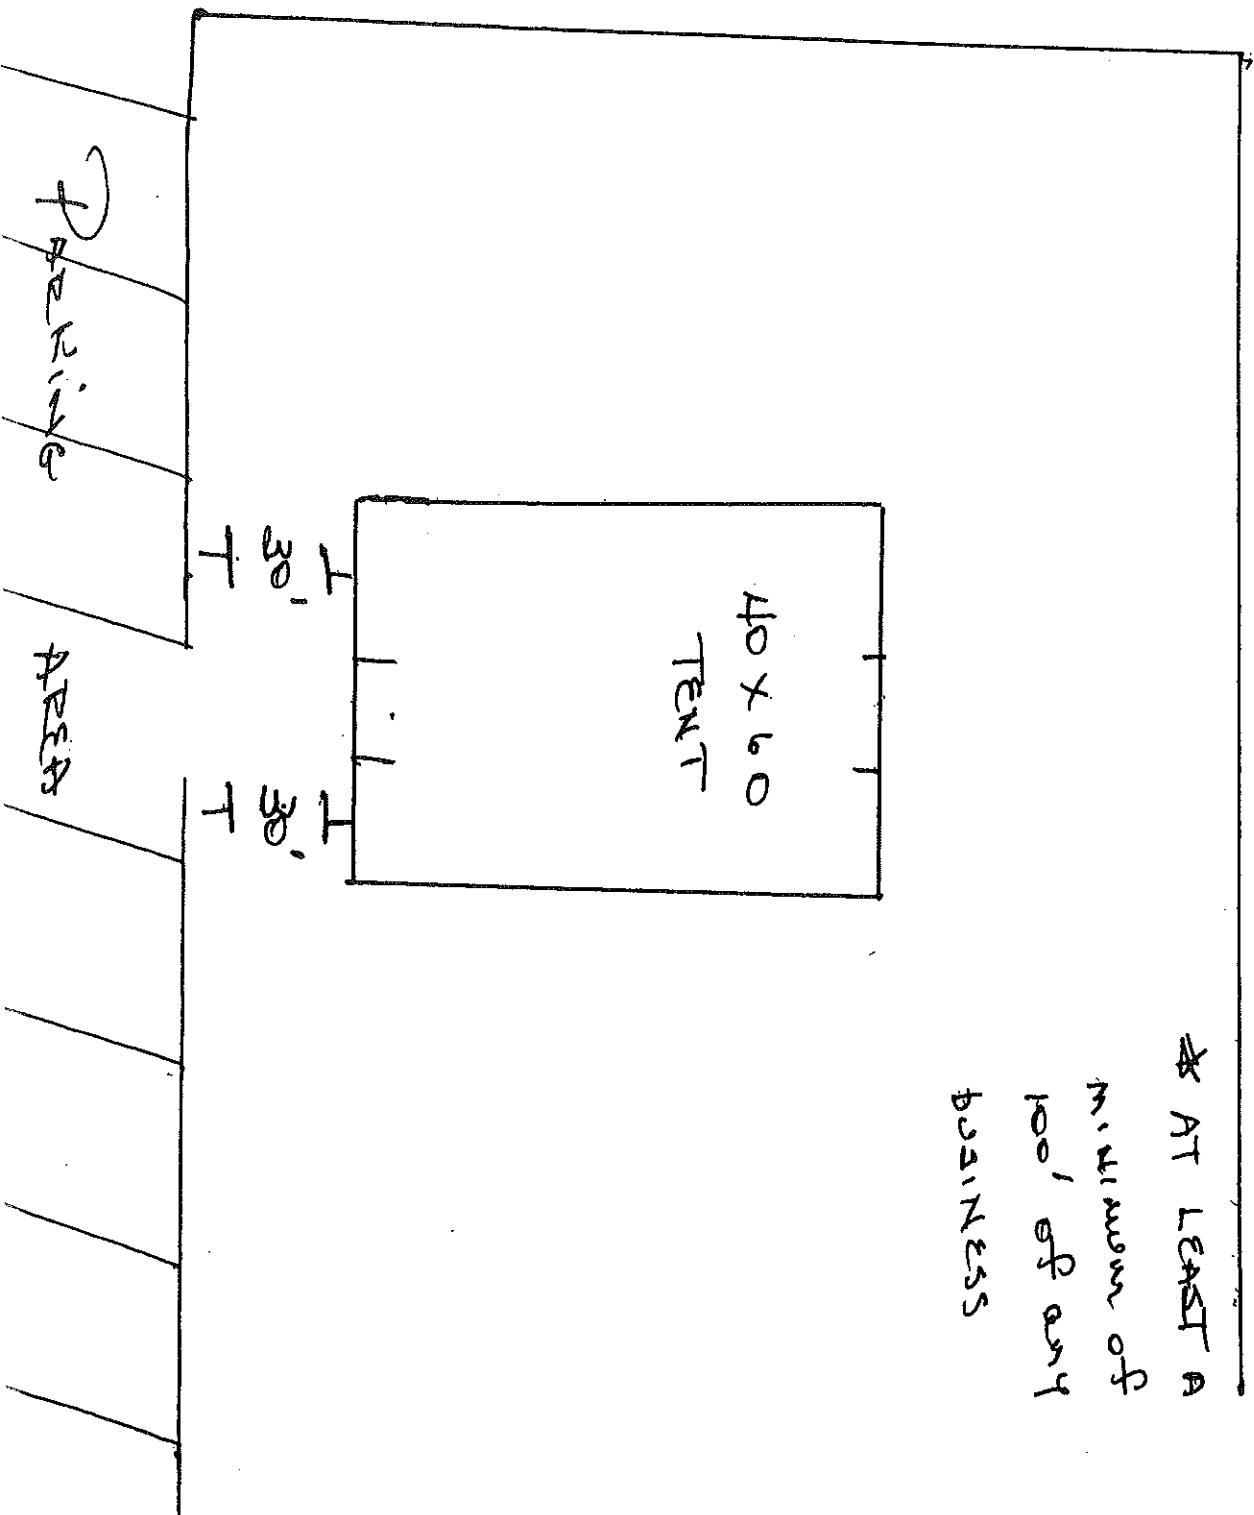 * AT LEAST A
MINIMUM OF
100' of any
businESS
40 X 60
TENT
30'
30'
PARKiNG AREA